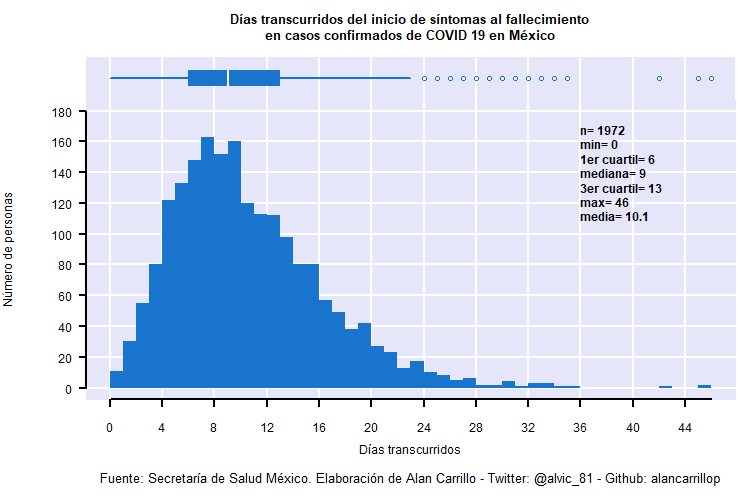 Días transcurridos del inicio de síntomas al fallecimiento
en casos confirmados de COVID 19 en México
n= 1972
min= 0
1er cuartil= 6
mediana= 9
3er cuartil= 13
max= 46
media= 10.1
Número de personas
180
160
140
120
100
80
60
40
20
0
0 4 8 12 16 20 24 28 32 36 40 44
Días transcurridos
Fuente: Secretaría de Salud México. Elaboración de Alan Carrillo - Twitter: @alvic_81 - Github: alancarrillop